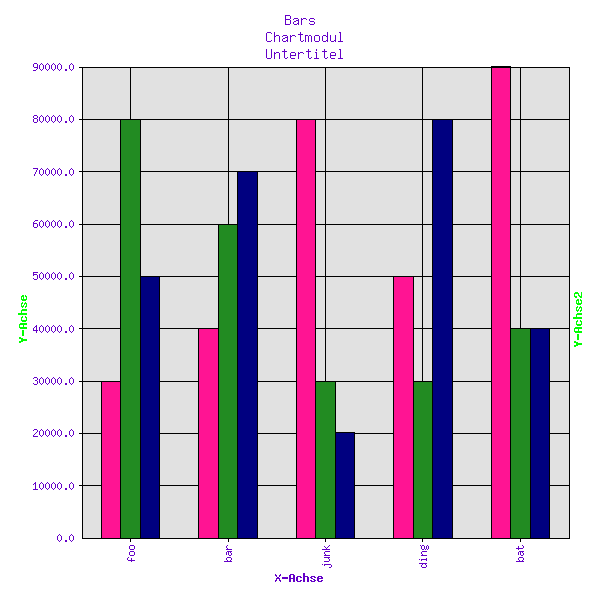 Bars
Chartmodul
Untertitel
90000.0
80000.0
70000.0
60000.0
50000.0
40000.0
30000.0
20000.0
10000.0
0.0
Y-Achse
Y-Achse2
foo
bar
junk
ding
bat
X-Achse